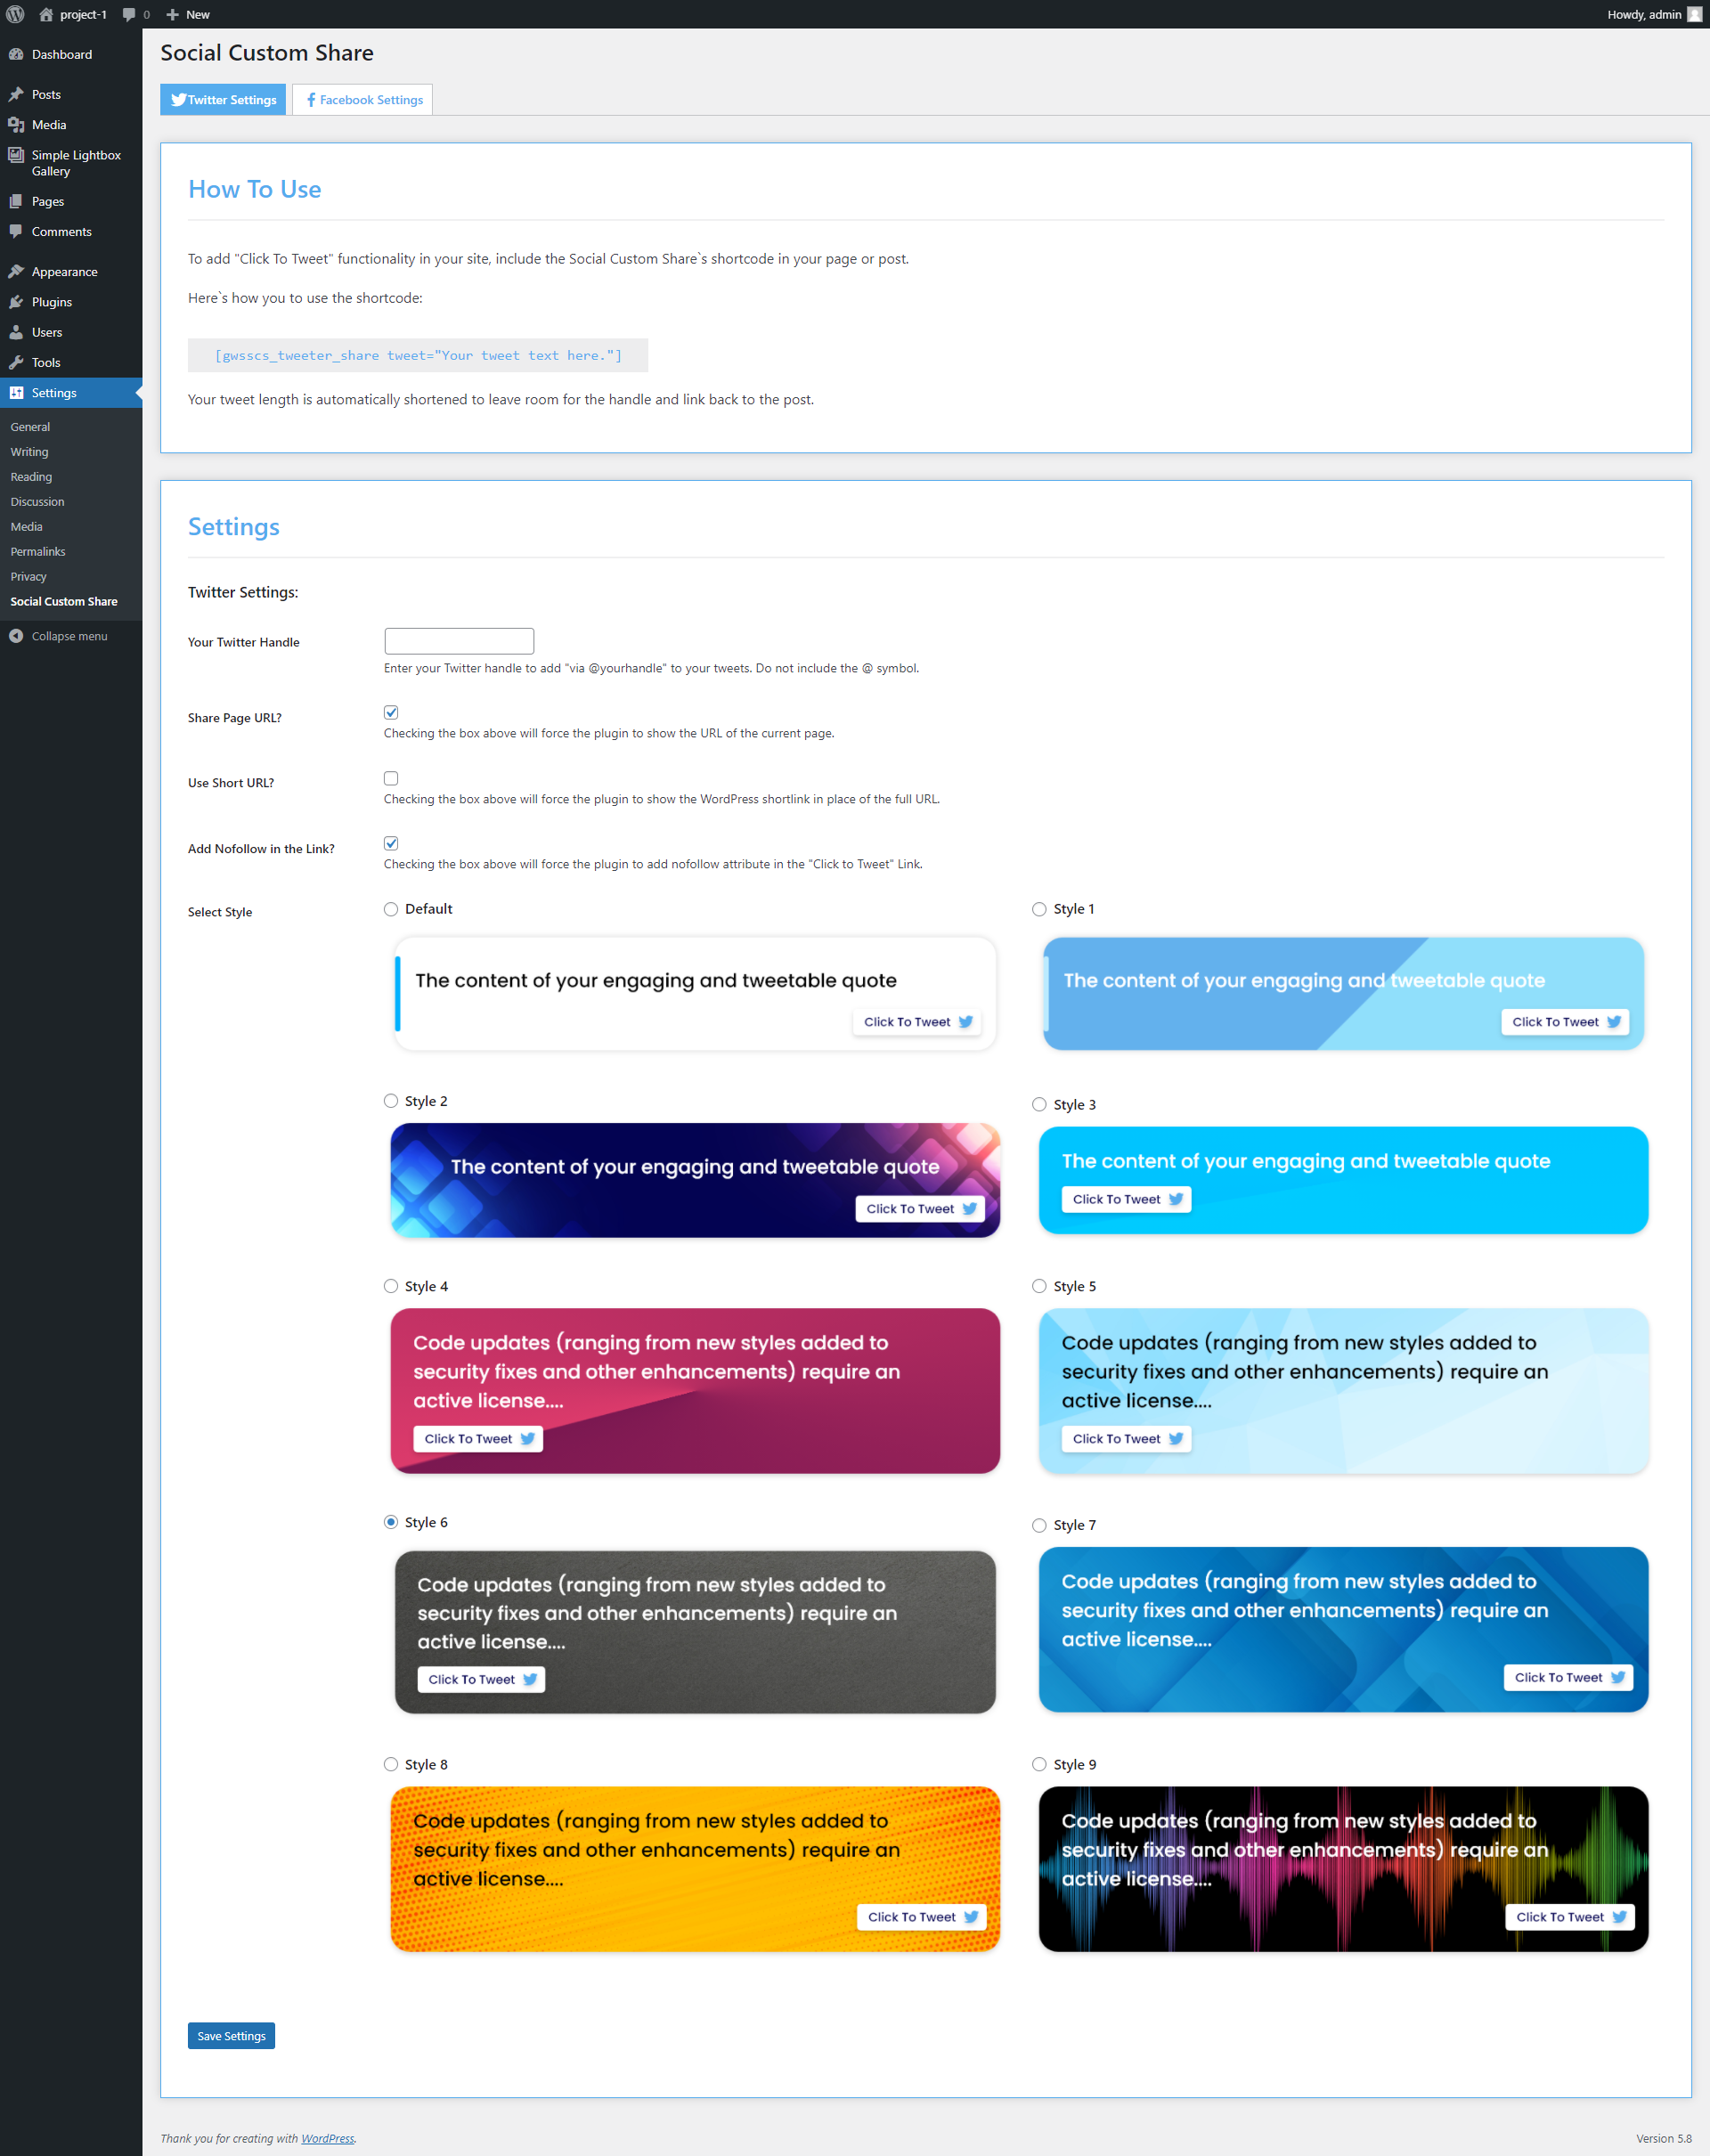 project-1 0 New Howdy, admin
Dashboard
Posts
Media
Simple Lightbox
Gallery
Pages
Comments
Appearance
Plugins
Users
Tools
Settings
General
Writing
Reading
Discussion
Media
Permalinks
Privacy
Social Custom Share
Collapse menu
Social Custom Share
Twitter Settings Facebook Settings
How To Use
To add "Click To Tweet" functionality in your site, include the Social Custom Share`s shortcode in your page or post.
Here`s how you to use the shortcode:
[gwsscs_tweeter_share tweet="Your tweet text here."]
Your tweet length is automatically shortened to leave room for the handle and link back to the post.
Settings
Twitter Settings:
Your Twitter Handle
Enter your Twitter handle to add "via @yourhandle" to your tweets. Do not include the @ symbol.
Share Page URL?
Checking the box above will force the plugin to show the URL of the current page.
Use Short URL?
Checking the box above will force the plugin to show the WordPress shortlink in place of the full URL.
Add Nofollow in the Link?
Checking the box above will force the plugin to add nofollow attribute in the "Click to Tweet" Link.
Select Style
Default
The content of your engaging and tweetable quote
Click To Tweet
Style 1
The content of your engaging and tweetable quote
Click To Tweet
Style 2
The content of your engaging and tweetable quote
Click To Tweet
Style 3
The content of your engaging and tweetable quote
Click To Tweet
Style 4
Code updates (ranging from new styles added to
security fixes and other enhancements) require an
active license....
Click To Tweet
Style 5
Code updates (ranging from new styles added to
security fixes and other enhancements) require an
active license....
Click To Tweet
Style 6
Code updates (ranging from new styles added to
security fixes and other enhancements) require an
active license....
Click To Tweet
Style 7
Code updates (ranging from new styles added to
security fixes and other enhancements) require an
active license....
Click To Tweet
Style 8
Code updates (ranging from new styles added to
security fixes and other enhancements) require an
active license....
Click To Tweet
Style 9
Code updates (ranging from new styles added to
security fixes and other enhancements) require an
active license....
Click To Tweet
Save Settings
Thank you for creating with WordPress.
Version 5.8